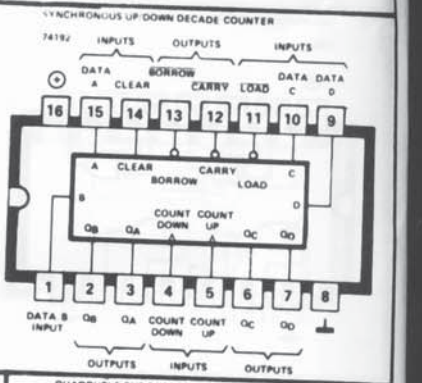 SYNCHRONOUS UP/DOWN DECADE COUNTER
74192 INPUTS OUTPUTS INPUTS
DATA BORROW DATA DATA
A CLEAR CARRY LOAD C D
16 15 14 13 12 11 10 9
A CLEAR CARRY C
BORROW LOAD
B D
COUNT COUNT
QB QA DOWN UP QC QD
1 2 3 4 5 6 7 8
DATA B QB QA COUNT COUNT QC QD
INPUT DOWN UP
OUTPUTS INPUTS OUTPUTS